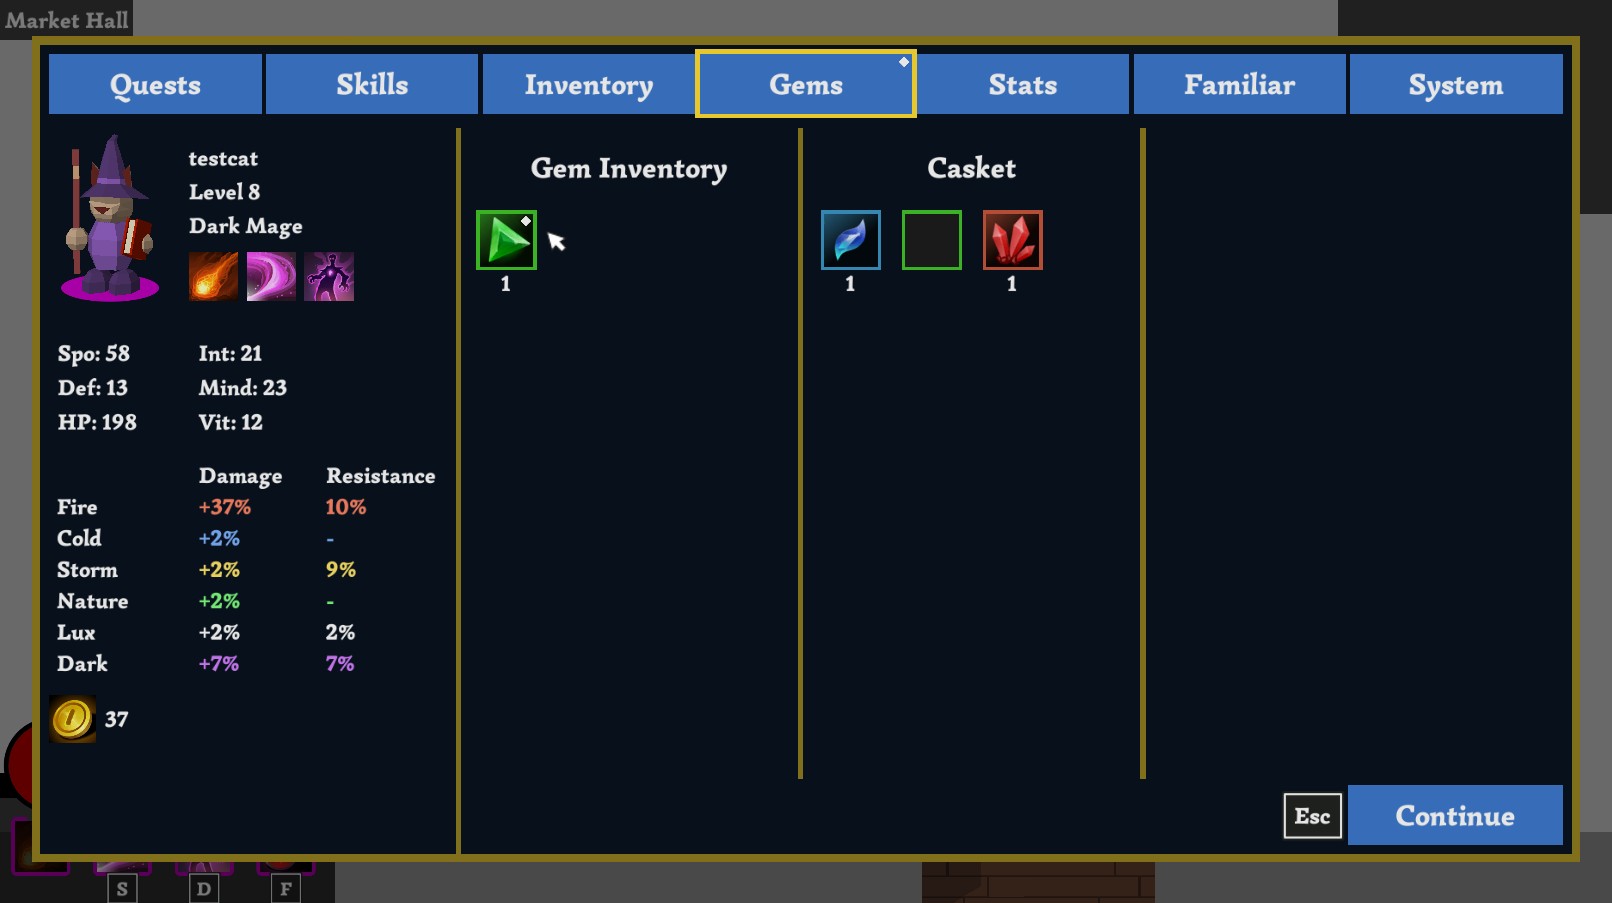 Market Hall
Quests Skills Inventory Gems Stats Familiar System
testcat
Level 8
Dark Mage
Spo: 58 Int: 21
Def: 13 Mind: 23
HP: 198 Vit: 12
Damage Resistance
Fire +37% 10%
Cold +2% -
Storm +2% 9%
Nature +2% -
Lux +2% 2%
Dark +7% 7%
37
Gem Inventory
1
Casket
1 1
Esc Continue
S D F